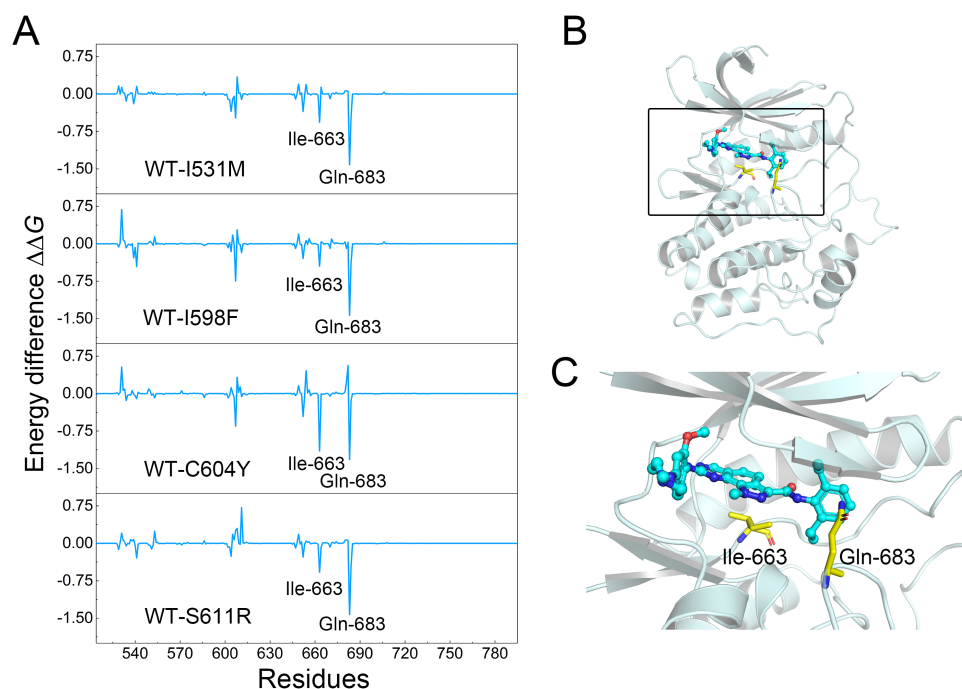 A
B
Energy difference ΔΔG
0.75
0.00
-0.75
-1.50
Ile-663
Gln-683
WT-I531M
0.75
0.00
-0.75
-1.50
Ile-663
Gln-683
WT-I598F
0.75
0.00
-0.75
-1.50
Ile-663
Gln-683
WT-C604Y
0.75
0.00
-0.75
-1.50
Ile-663
Gln-683
WT-S611R
540 570 600 630 660 690 720 750 780
Residues
C
Ile-663 Gln-683